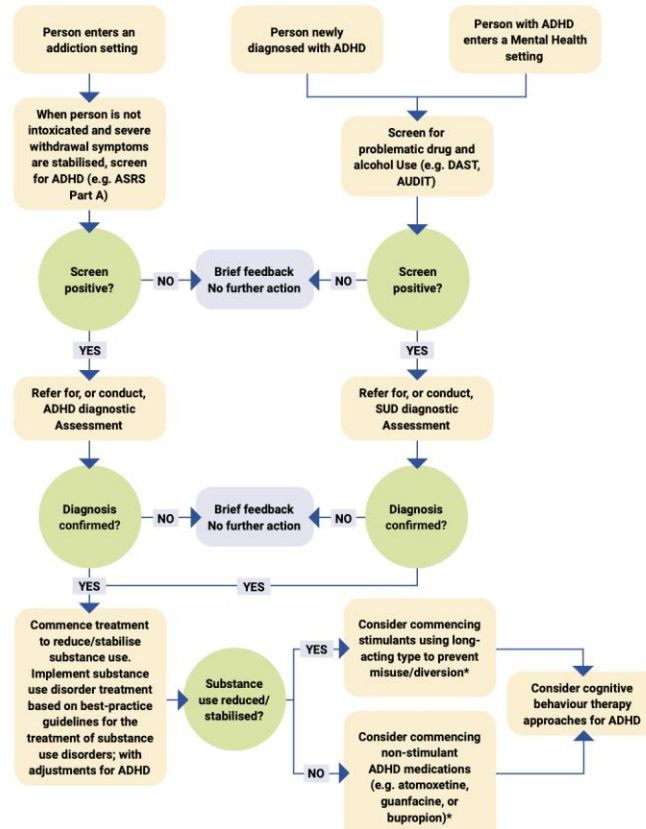 Person enters an
addiction setting
Person newly
diagnosed with ADHD
Person with ADHD
enters a Mental Health
setting
When person is not
intoxicated and severe
withdrawal symptoms
are stabilised, screen
for ADHD (e.g. ASRS
Part A)
Screen for
problematic drug and
alcohol Use (e.g. DAST,
AUDIT)
Screen
positive?
NO
Brief feedback
No further action
NO
Screen
positive?
YES
YES
Refer for, or conduct,
ADHD diagnostic
Assessment
Refer for, or conduct,
SUD diagnostic
Assessment
Diagnosis
confirmed?
NO
Brief feedback
No further action
NO
Diagnosis
confirmed?
YES
YES
Commence treatment
to reduce/stabilise
substance use.
Implement substance
use disorder treatment
based on best-practice
guidelines for the
treatment of substance
use disorders; with
adjustments for ADHD
Substance
use reduced/
stabilised?
YES
Consider commencing
stimulants using long-
acting type to prevent
misuse/diversion*
NO
Consider commencing
non-stimulant
ADHD medications
(e.g. atomoxetine,
guanfacine, or
bupropion)*
Consider cognitive
behaviour therapy
approaches for ADHD